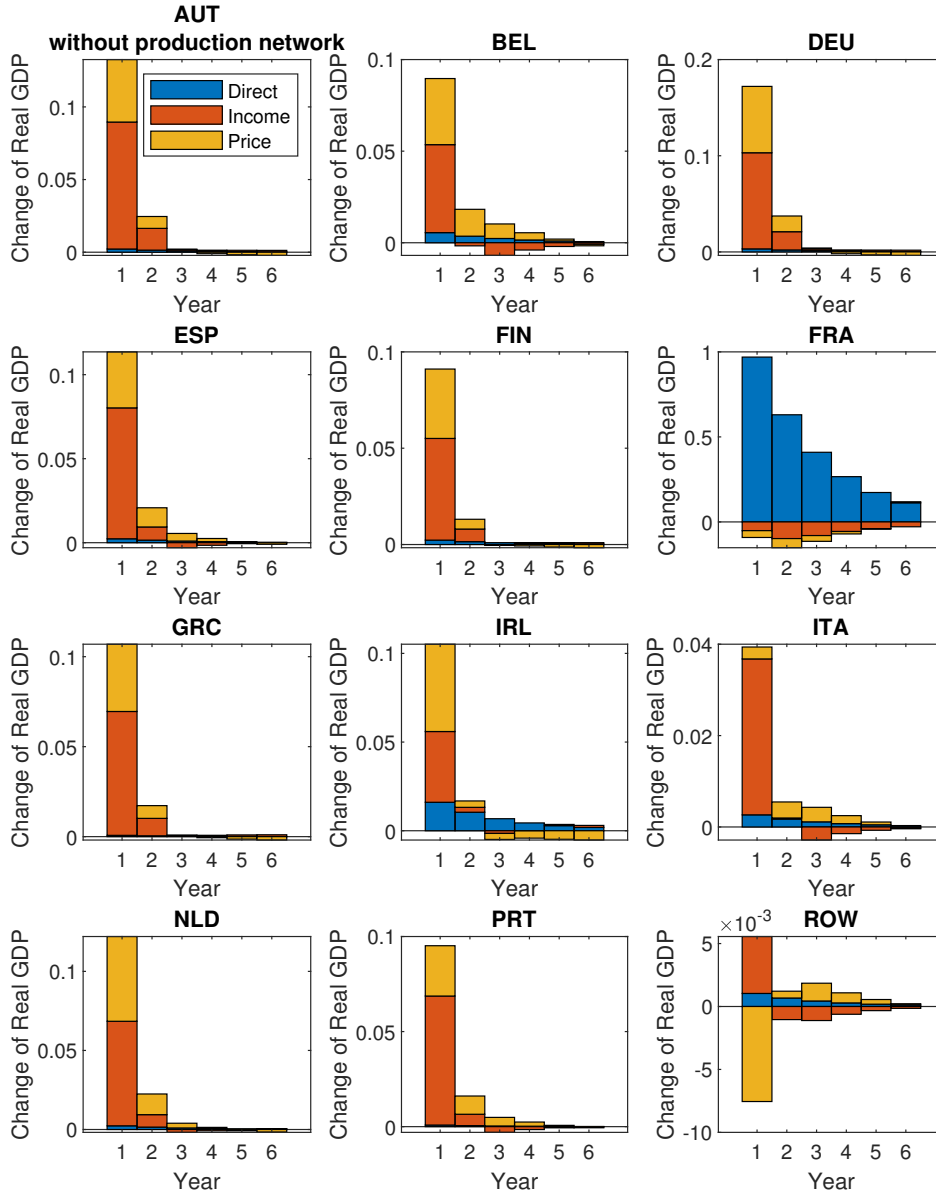 AUT
without production network
BEL
DEU
Change of Real GDP
0.1
0.05
0
Direct
Income
Price
1 2 3 4 5 6
Year
Change of Real GDP
0.1
0.05
0
1 2 3 4 5 6
Year
Change of Real GDP
0.2
0.1
0
1 2 3 4 5 6
Year
ESP
FIN
FRA
Change of Real GDP
0.1
0.05
0
1 2 3 4 5 6
Year
Change of Real GDP
0.1
0.05
0
1 2 3 4 5 6
Year
Change of Real GDP
1
0.5
0
1 2 3 4 5 6
Year
GRC
IRL
ITA
Change of Real GDP
0.1
0.05
0
1 2 3 4 5 6
Year
Change of Real GDP
0.1
0.05
0
1 2 3 4 5 6
Year
Change of Real GDP
0.04
0.02
0
1 2 3 4 5 6
Year
NLD
PRT
ROW
Change of Real GDP
0.1
0.05
0
1 2 3 4 5 6
Year
Change of Real GDP
0.1
0.05
0
1 2 3 4 5 6
Year
Change of Real GDP
×10⁻³
5
0
-5
-10
1 2 3 4 5 6
Year